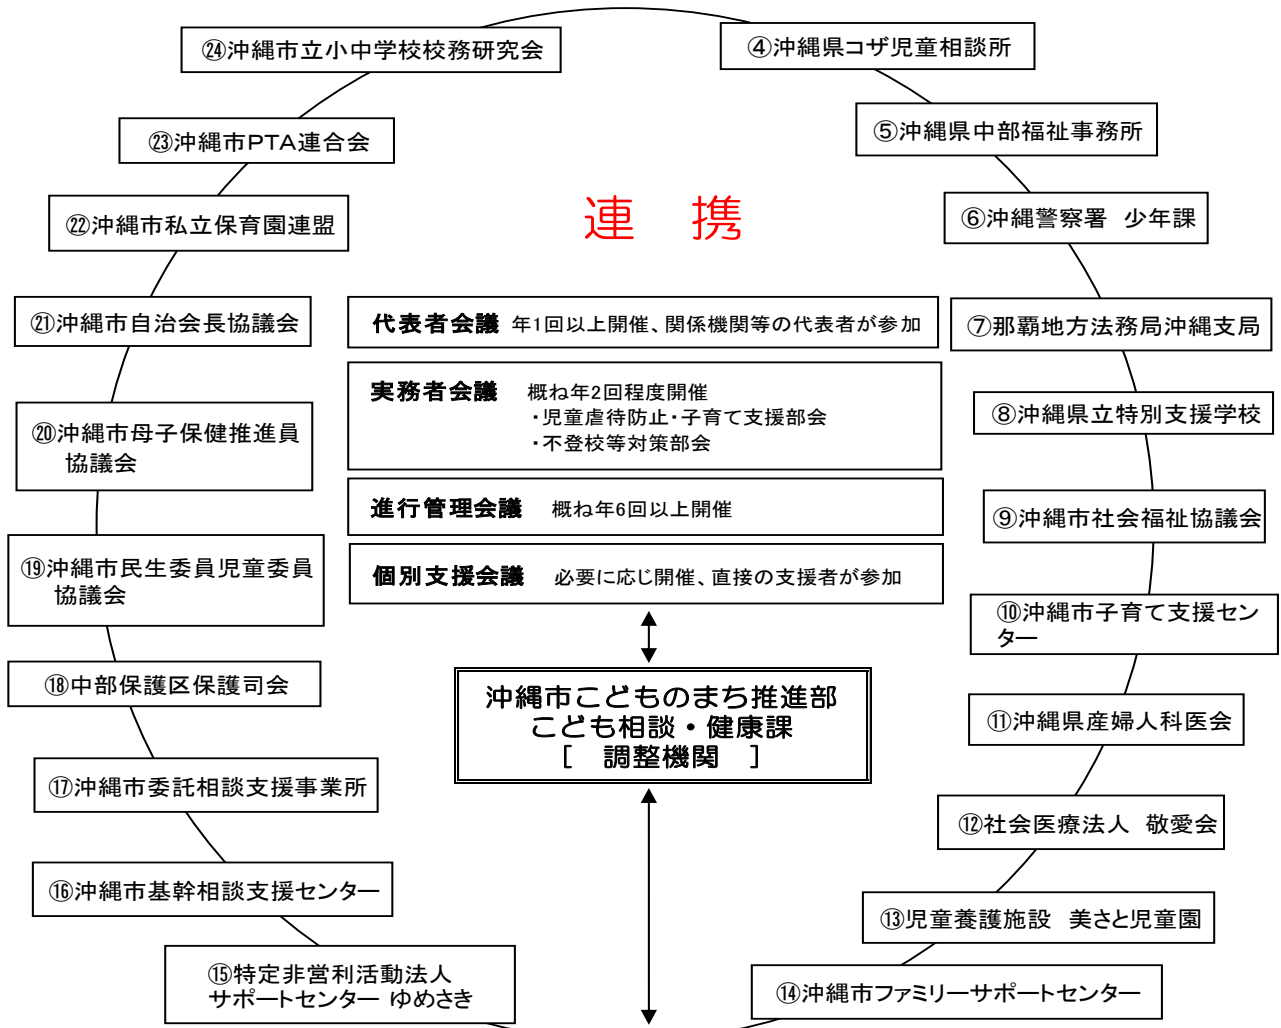 ㉔沖縄市立小中学校校務研究会
④沖縄県コザ児童相談所
㉓沖縄市PTA連合会
⑤沖縄県中部福祉事務所
㉒沖縄市私立保育園連盟
連　携
⑥沖縄警察署　少年課
㉑沖縄市自治会長協議会
代表者会議　年1回以上開催、関係機関等の代表者が参加
⑦那覇地方法務局沖縄支局
実務者会議　概ね年2回程度開催
・児童虐待防止・子育て支援部会
・不登校等対策部会
⑧沖縄県立特別支援学校
⑳沖縄市母子保健推進員
協議会
進行管理会議　概ね年6回以上開催
⑨沖縄市社会福祉協議会
⑲沖縄市民生委員児童委員
協議会
個別支援会議　必要に応じ開催、直接の支援者が参加
⑩沖縄市子育て支援セン
ター
⑱中部保護区保護司会
沖縄市こどものまち推進部
こども相談・健康課
[　調整機関　]
⑪沖縄県産婦人科医会
⑰沖縄市委託相談支援事業所
⑫社会医療法人　敬愛会
⑯沖縄市基幹相談支援センター
⑬児童養護施設　美さと児童園
⑮特定非営利活動法人
サポートセンター ゆめさき
⑭沖縄市ファミリーサポートセンター